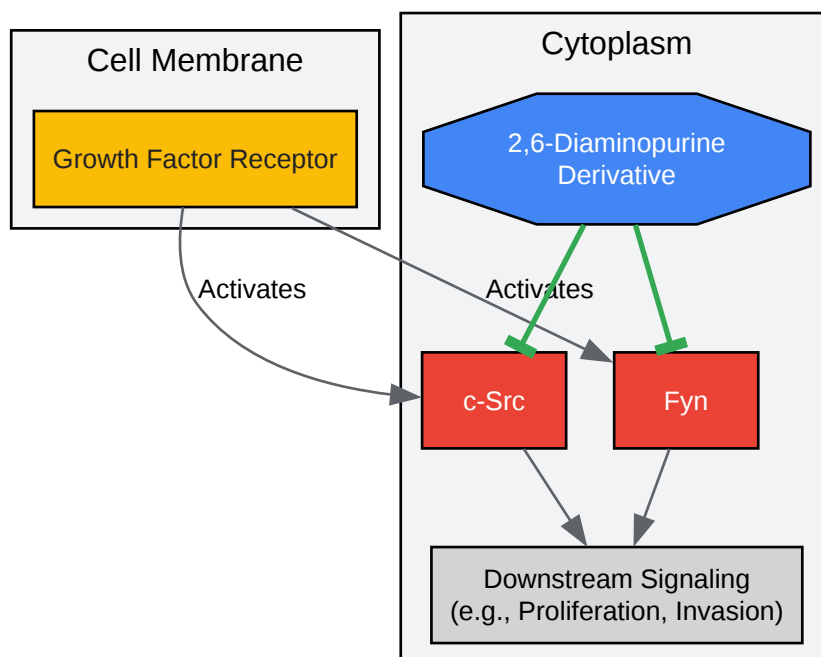 Cell Membrane
Growth Factor Receptor
Cytoplasm
2,6-Diaminopurine
Derivative
Activates
Activates
c-Src
Fyn
Downstream Signaling
(e.g., Proliferation, Invasion)